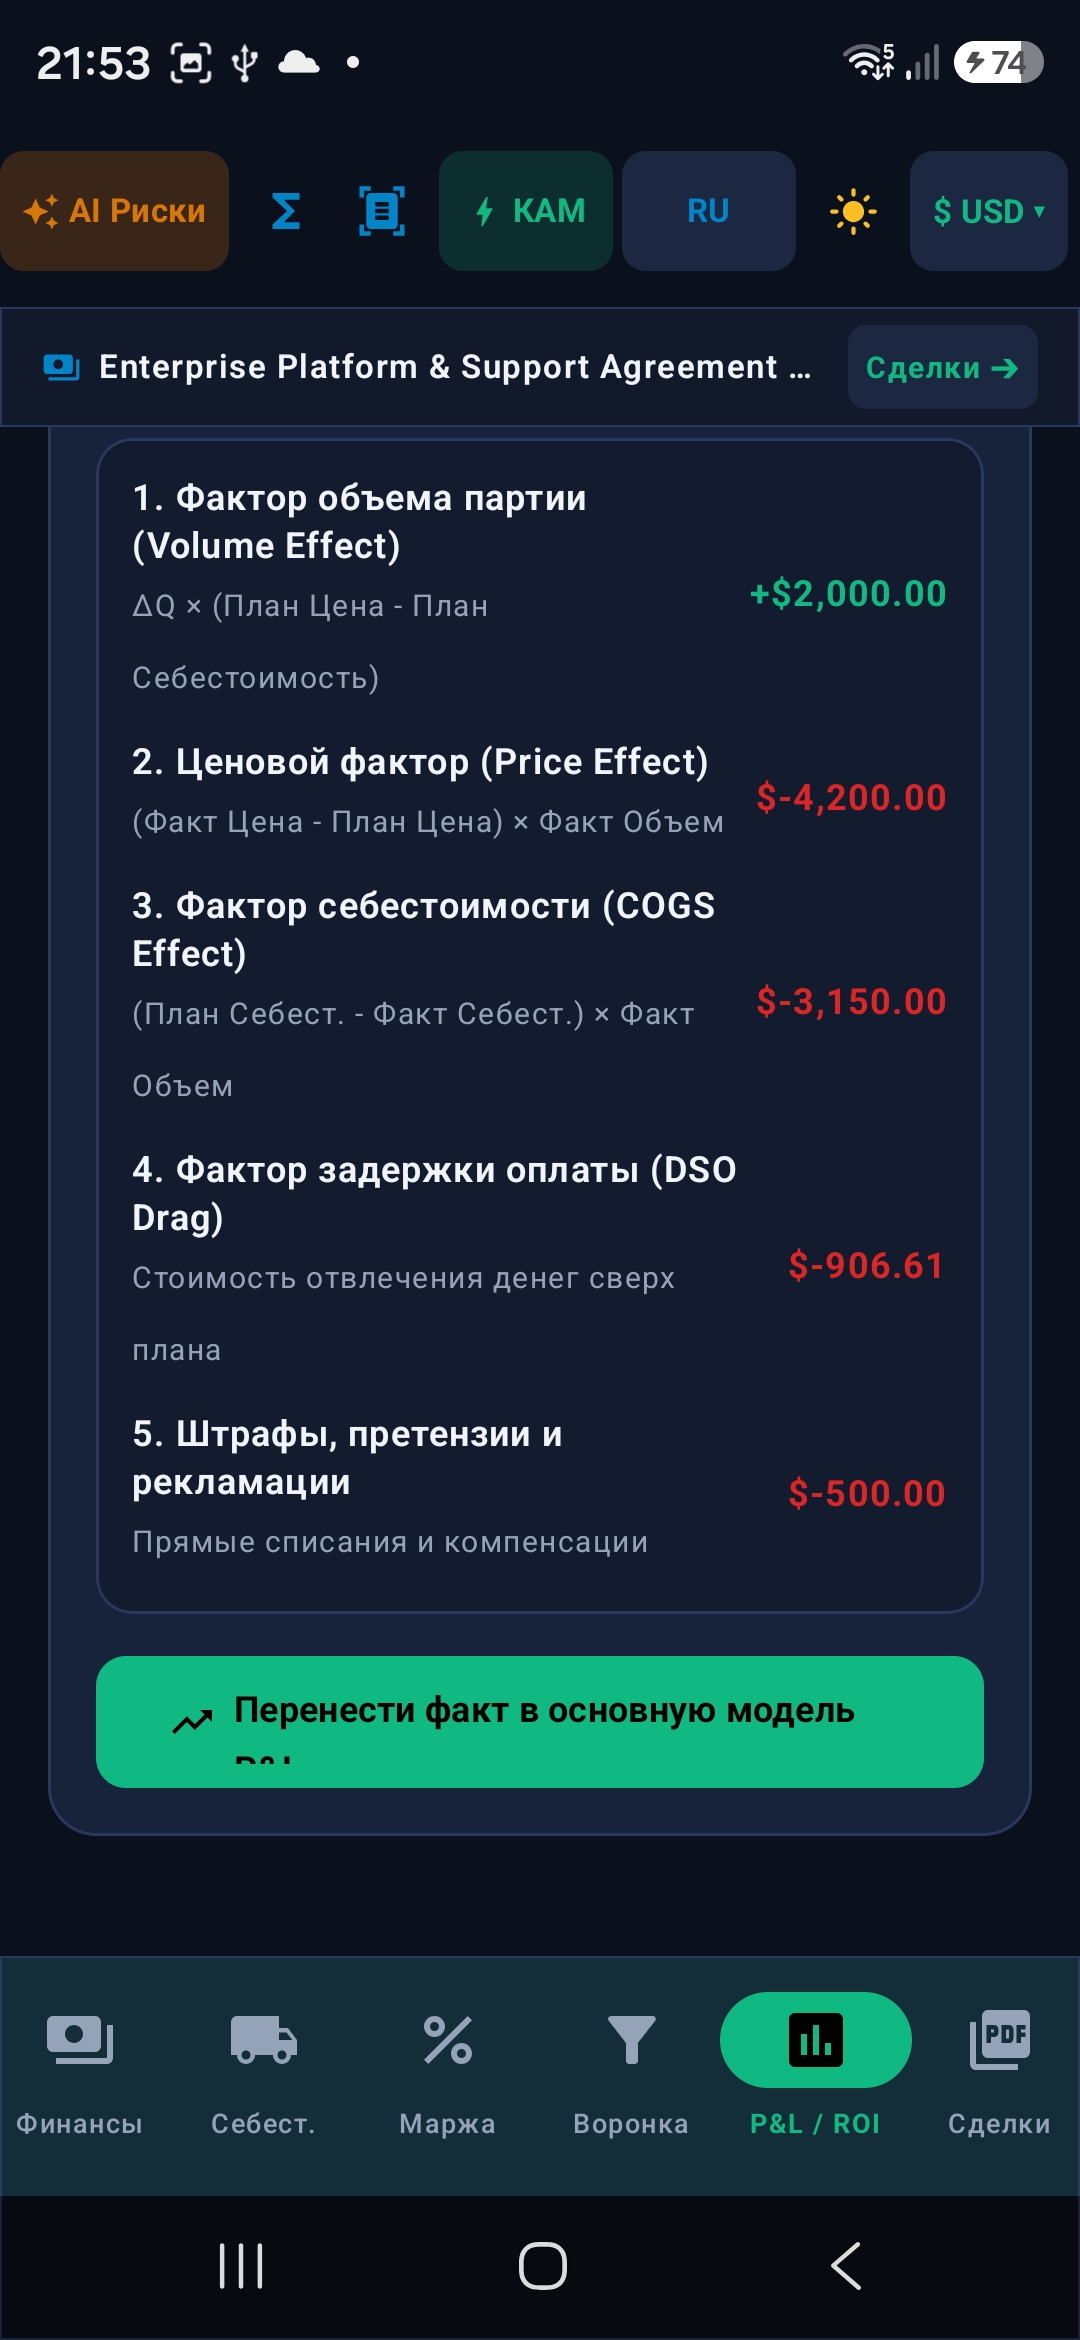 21:53
5
74
AI Риски
Σ
KAM
RU
$ USD ▾
Enterprise Platform & Support Agreement ...
Сделки →
1. Фактор объема партии
(Volume Effect)
ΔQ × (План Цена - План
Себестоимость)
+$2,000.00
2. Ценовой фактор (Price Effect)
(Факт Цена - План Цена) × Факт Объем
$-4,200.00
3. Фактор себестоимости (COGS
Effect)
(План Себест. - Факт Себест.) × Факт
Объем
$-3,150.00
4. Фактор задержки оплаты (DSO
Drag)
Стоимость отвлечения денег сверх
плана
$-906.61
5. Штрафы, претензии и
рекламации
Прямые списания и компенсации
$-500.00
Перенести факт в основную модель
PDF
Финансы
Себест.
Маржа
Воронка
P&L / ROI
Сделки